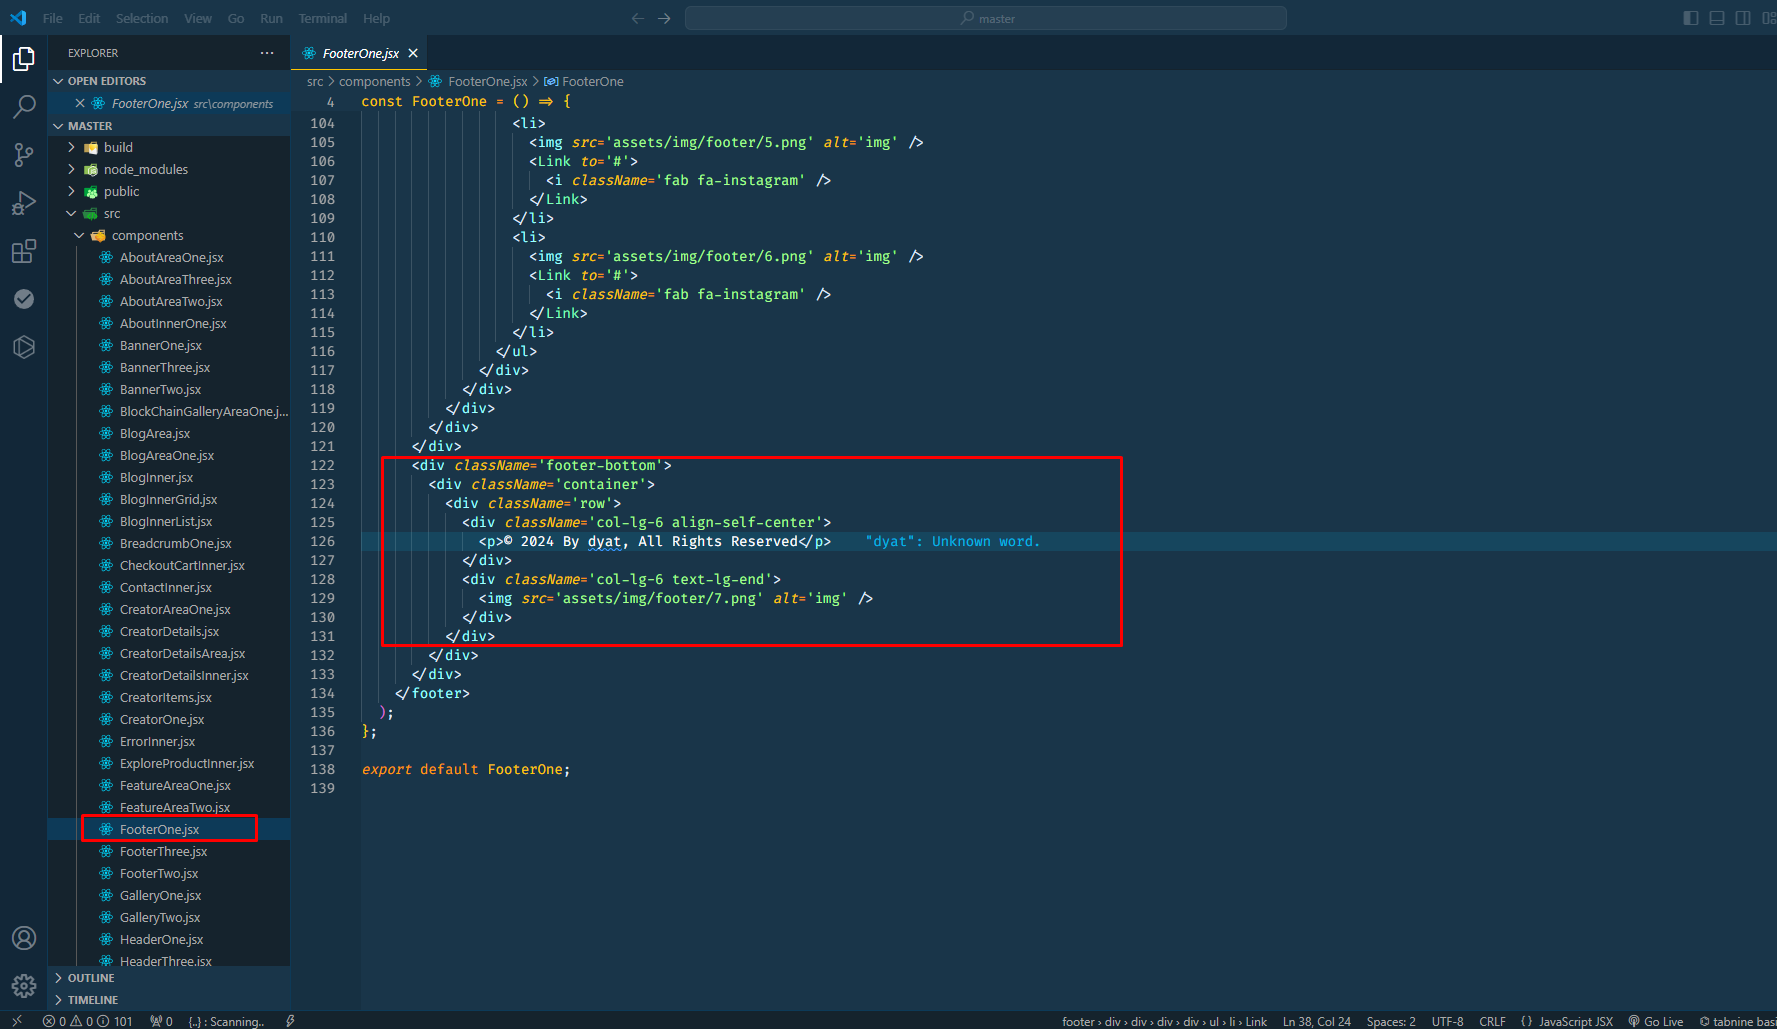 File Edit Selection View Go Run Terminal Help
master
EXPLORER
OPEN EDITORS
FooterOne.jsx src\components
MASTER
build
node_modules
public
src
components
AboutAreaOne.jsx
AboutAreaThree.jsx
AboutAreaTwo.jsx
AboutInnerOne.jsx
BannerOne.jsx
BannerThree.jsx
BannerTwo.jsx
BlockChainGalleryAreaOne.j...
BlogArea.jsx
BlogAreaOne.jsx
BlogInner.jsx
BlogInnerGrid.jsx
BlogInnerList.jsx
BreadcrumbOne.jsx
CheckoutCartInner.jsx
ContactInner.jsx
CreatorAreaOne.jsx
CreatorDetails.jsx
CreatorDetailsArea.jsx
CreatorDetailsInner.jsx
CreatorItems.jsx
CreatorOne.jsx
ErrorInner.jsx
ExploreProductInner.jsx
FeatureAreaOne.jsx
FeatureAreaTwo.jsx
FooterOne.jsx
FooterThree.jsx
FooterTwo.jsx
GalleryOne.jsx
GalleryTwo.jsx
HeaderOne.jsx
HeaderThree.jsx
OUTLINE
TIMELINE
FooterOne.jsx
src > components > FooterOne.jsx > FooterOne
4 const FooterOne = () => {
104 <li>
105 <img src='assets/img/footer/5.png' alt='img' />
106 <Link to='#'>
107 <i className='fab fa-instagram' />
108 </Link>
109 </li>
110 <li>
111 <img src='assets/img/footer/6.png' alt='img' />
112 <Link to='#'>
113 <i className='fab fa-instagram' />
114 </Link>
115 </li>
116 </ul>
117 </div>
118 </div>
119 </div>
120 </div>
121 </div>
122 <div className='footer-bottom'>
123 <div className='container'>
124 <div className='row'>
125 <div className='col-lg-6 align-self-center'>
126 <p>© 2024 By dyat, All Rights Reserved</p> "dyat": Unknown word.
127 </div>
128 <div className='col-lg-6 text-lg-end'>
129 <img src='assets/img/footer/7.png' alt='img' />
130 </div>
131 </div>
132 </div>
133 </div>
134 </footer>
135 );
136 };
137
138 export default FooterOne;
139
0 0 101 0 {..} : Scanning.. footer > div > div > div > div > ul > li > Link Ln 38, Col 24 Spaces: 2 UTF-8 CRLF {} JavaScript JSX Go Live tabnine basi